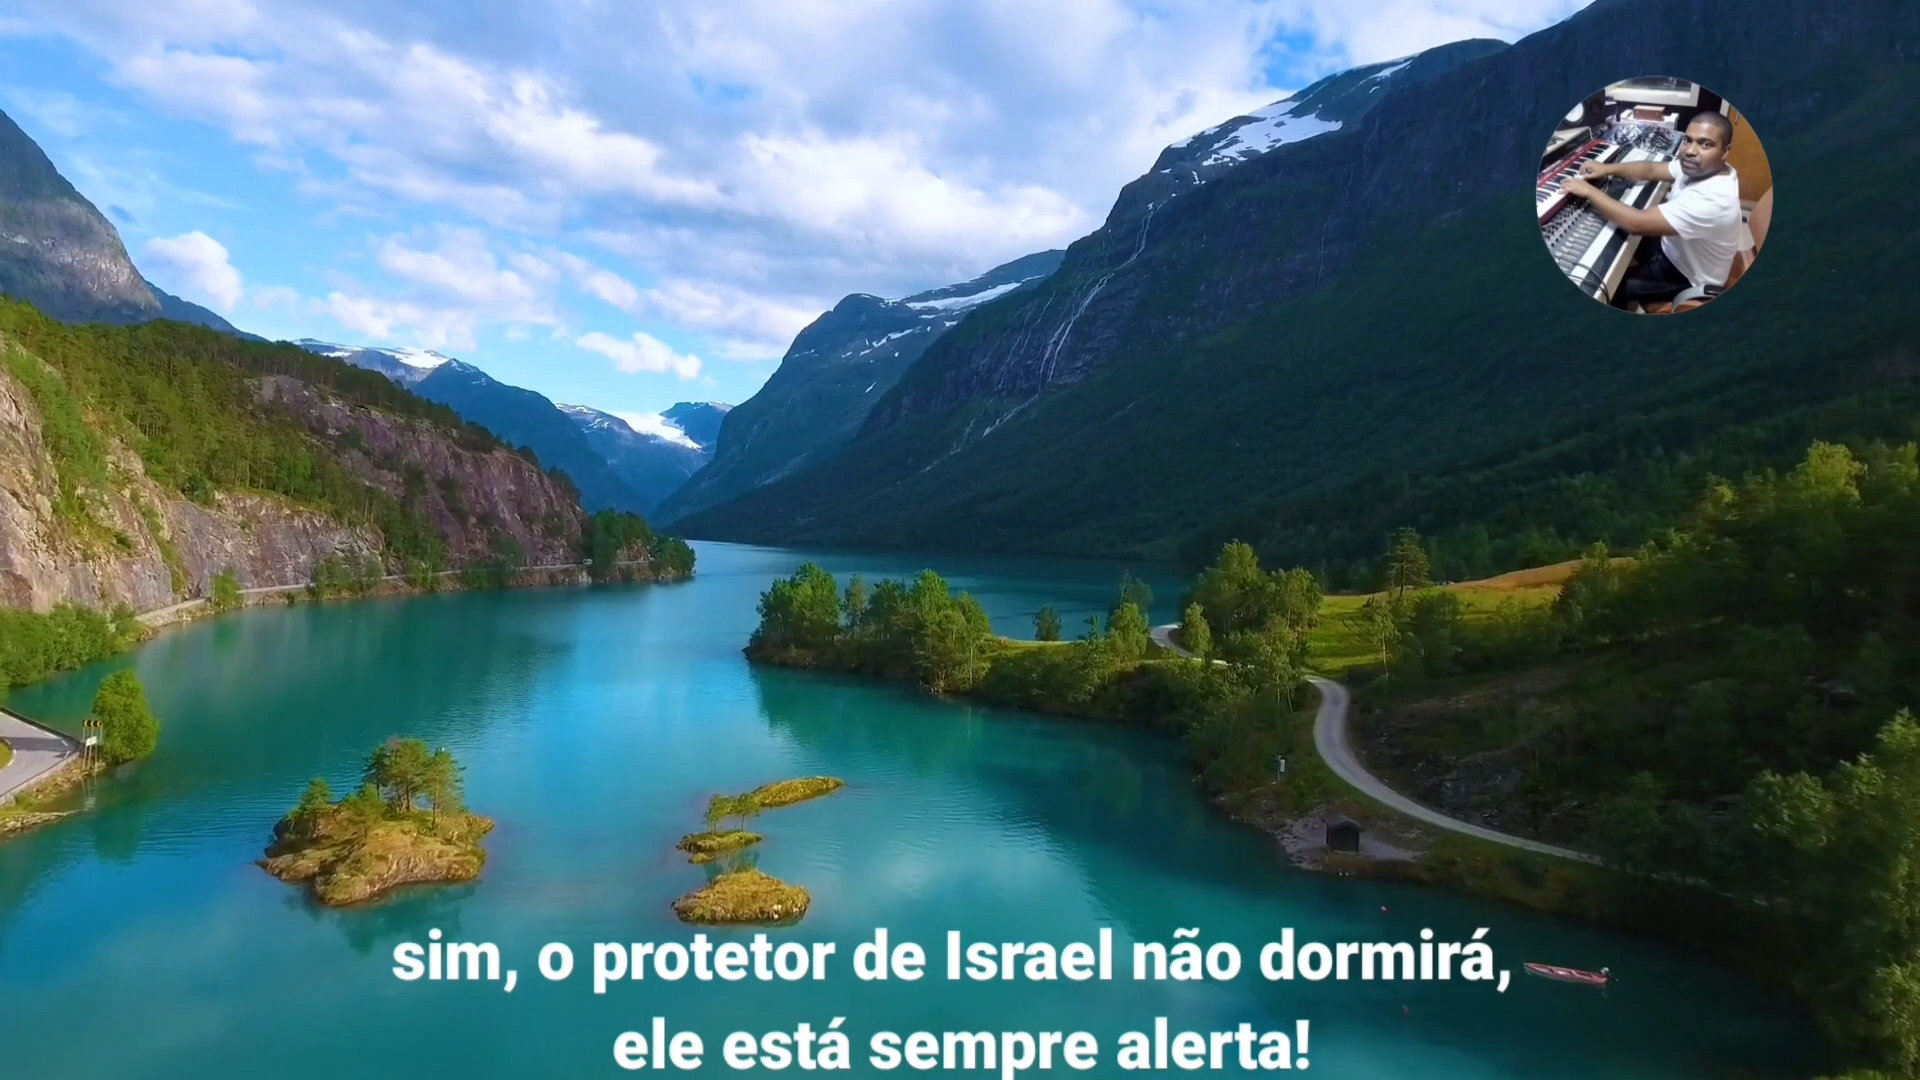 sim, o protetor de Israel não dormirá,
ele está sempre alerta!